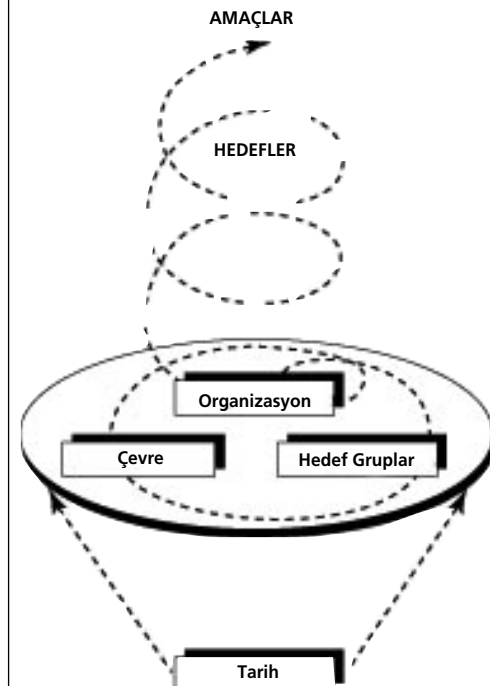 AMAÇLAR
HEDEFLER
Organizasyon
Çevre
Hedef Gruplar
Tarih